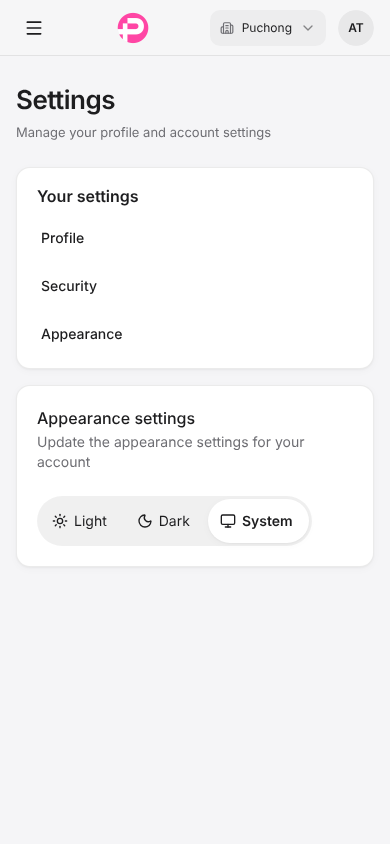 Puchong
AT
Settings
Manage your profile and account settings
Your settings
Profile
Security
Appearance
Appearance settings
Update the appearance settings for your
account
Light
Dark
System